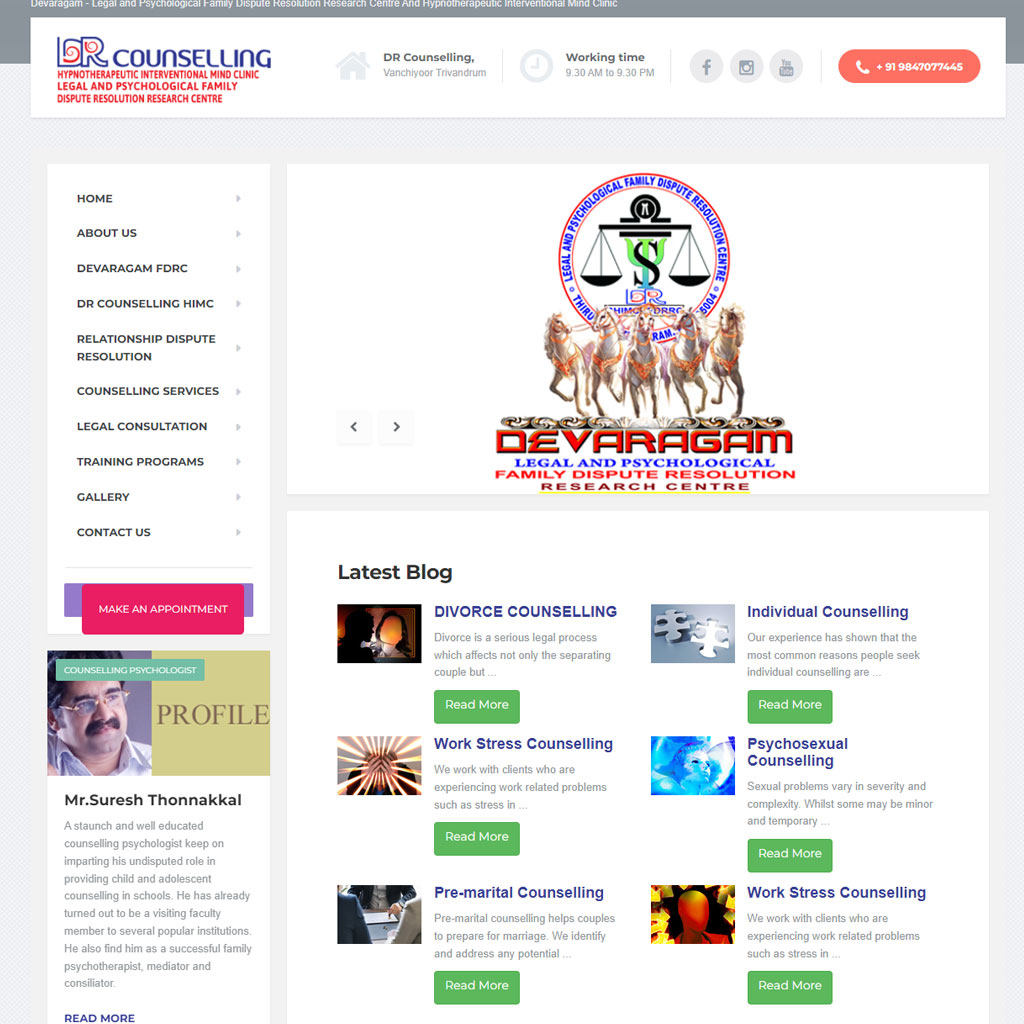 Devaragam - Legal and Psychological Family Dispute Resolution Research Centre And Hypnotherapeutic Interventional Mind Clinic
DR COUNSELLING
HYPNOTHERAPEUTIC INTERVENTIONAL MIND CLINIC
LEGAL AND PSYCHOLOGICAL FAMILY
DISPUTE RESOLUTION RESEARCH CENTRE
DR Counselling,
Vanchiyoor Trivandrum
Working time
9.30 AM to 9.30 PM
You
Tube
+ 91 9847077445
HOME
ABOUT US
DEVARAGAM FDRC
DR COUNSELLING HIMC
RELATIONSHIP DISPUTE
RESOLUTION
COUNSELLING SERVICES
LEGAL CONSULTATION
TRAINING PROGRAMS
GALLERY
CONTACT US
MAKE AN APPOINTMENT
COUNSELLING PSYCHOLOGIST
PROFILE
Mr.Suresh Thonnakkal
A staunch and well educated
counselling psychologist keep on
imparting his undisputed role in
providing child and adolescent
counselling in schools. He has already
turned out to be a visiting faculty
member to several popular institutions.
He also find him as a successful family
psychotherapist, mediator and
consiliator.
READ MORE
LEGAL AND PSYCHOLOGICAL FAMILY DISPUTE RESOLUTION CENTRE
DR
DEVARAGAM
LEGAL AND PSYCHOLOGICAL
FAMILY DISPUTE RESOLUTION
RESEARCH CENTRE
Latest Blog
DIVORCE COUNSELLING
Divorce is a serious legal process
which affects not only the separating
couple but ...
Read More
Individual Counselling
Our experience has shown that the
most common reasons people seek
individual counselling are ...
Read More
Work Stress Counselling
We work with clients who are
experiencing work related problems
such as stress in ...
Read More
Psychosexual
Counselling
Sexual problems vary in severity and
complexity. Whilst some may be minor
and temporary ...
Read More
Pre-marital Counselling
Pre-marital counselling helps couples
to prepare for marriage. We identify
and address any potential ...
Read More
Work Stress Counselling
We work with clients who are
experiencing work related problems
such as stress in ...
Read More